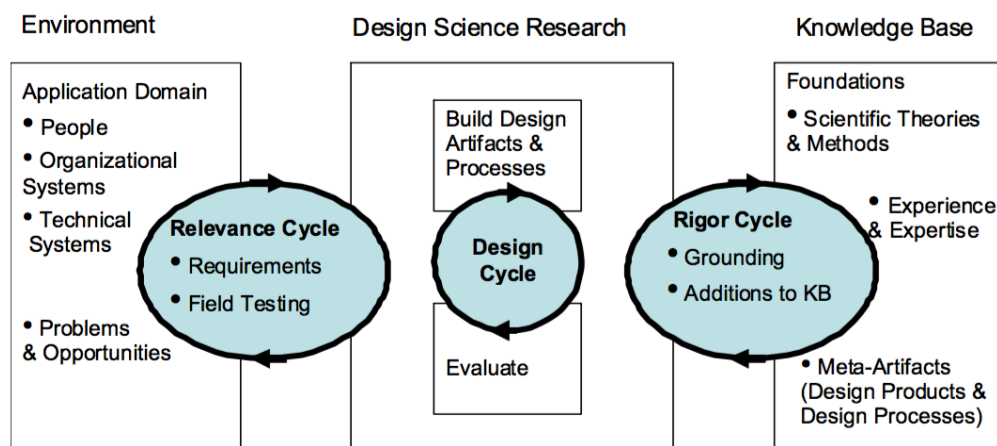 Environment
Design Science Research
Knowledge Base
Application Domain
• People
• Organizational
Systems
• Technical
Systems
• Problems
& Opportunities
Relevance Cycle
• Requirements
• Field Testing
Build Design
Artifacts &
Processes
Design
Cycle
Evaluate
Rigor Cycle
• Grounding
• Additions to KB
Foundations
• Scientific Theories
& Methods
• Experience
& Expertise
• Meta-Artifacts
(Design Products &
Design Processes)